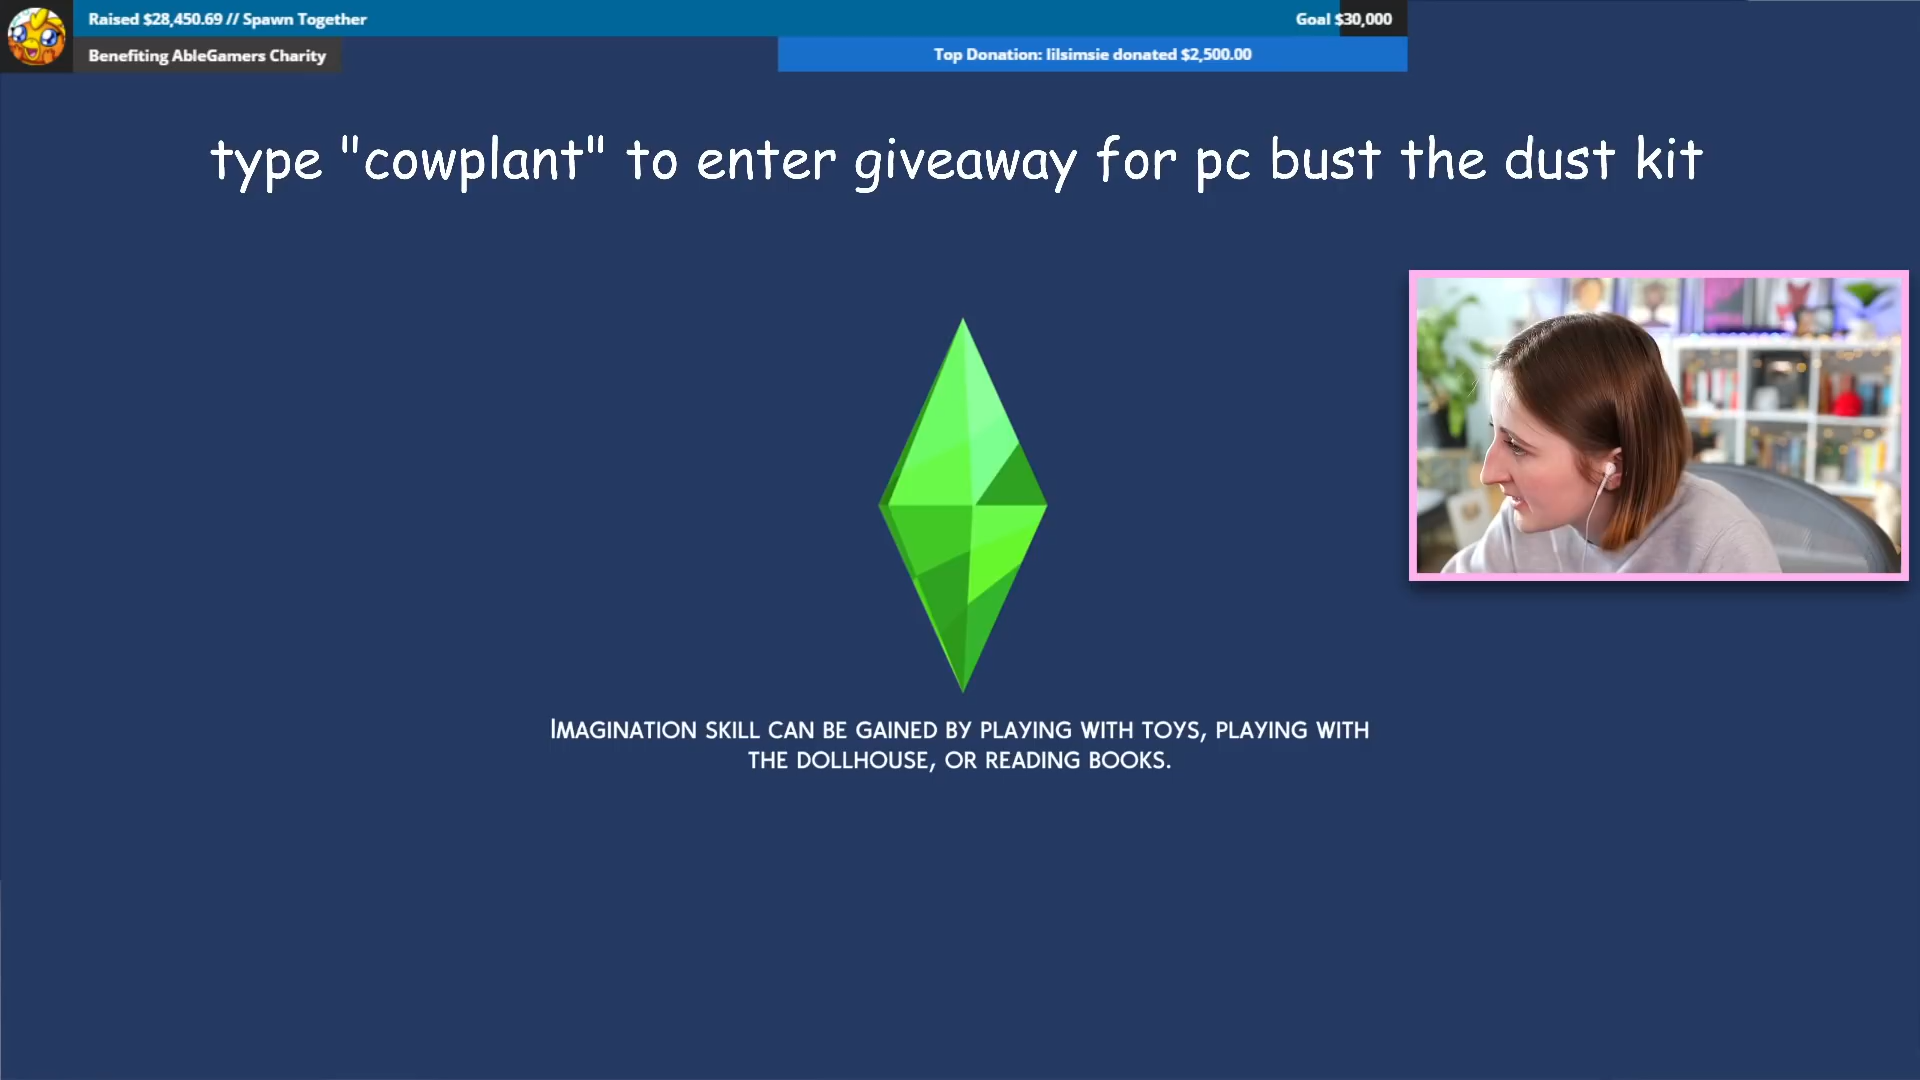 Raised $28,450.69 // Spawn Together
Goal $30,000
Benefiting AbleGamers Charity
Top Donation: lilsimsie donated $2,500.00
type "cowplant" to enter giveaway for pc bust the dust kit
IMAGINATION SKILL CAN BE GAINED BY PLAYING WITH TOYS, PLAYING WITH
THE DOLLHOUSE, OR READING BOOKS.